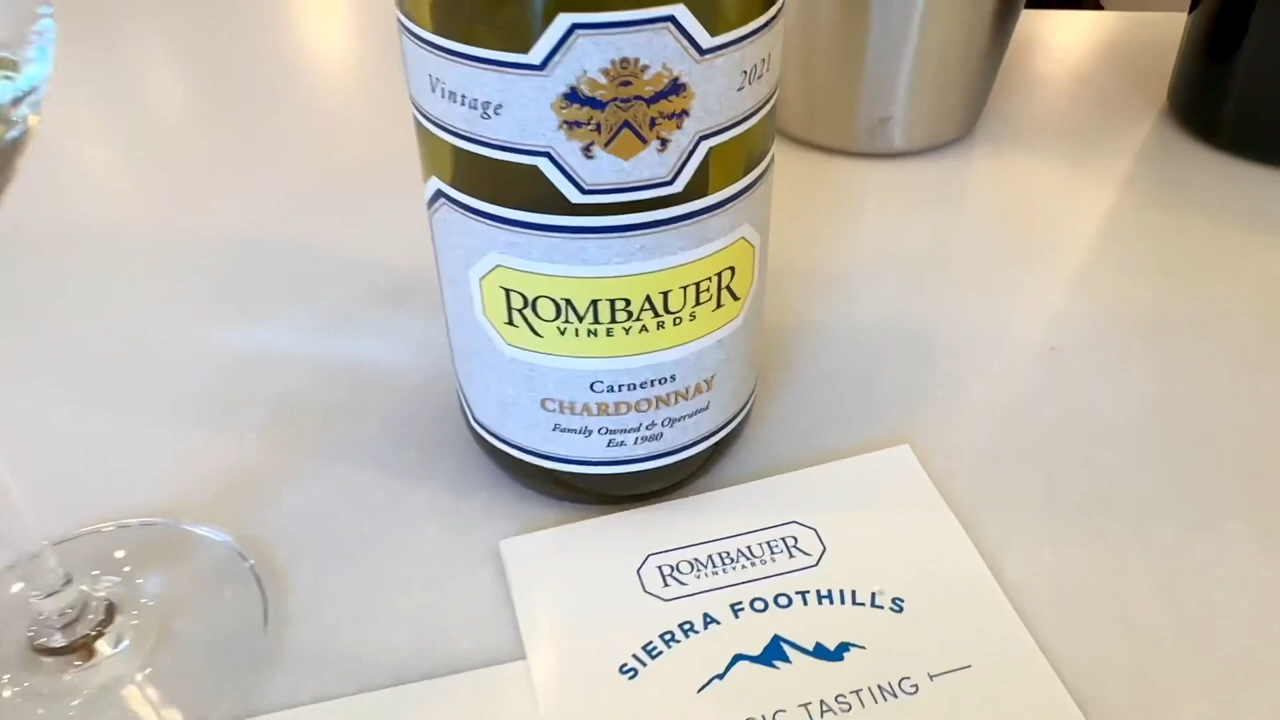 Vintage 2021
ROMBAUER
VINEYARDS
Carneros
CHARDONNAY
Family Owned & Operated
Est. 1980
ROMBAUER
VINEYARDS
SIERRA FOOTHILLS
TASTING